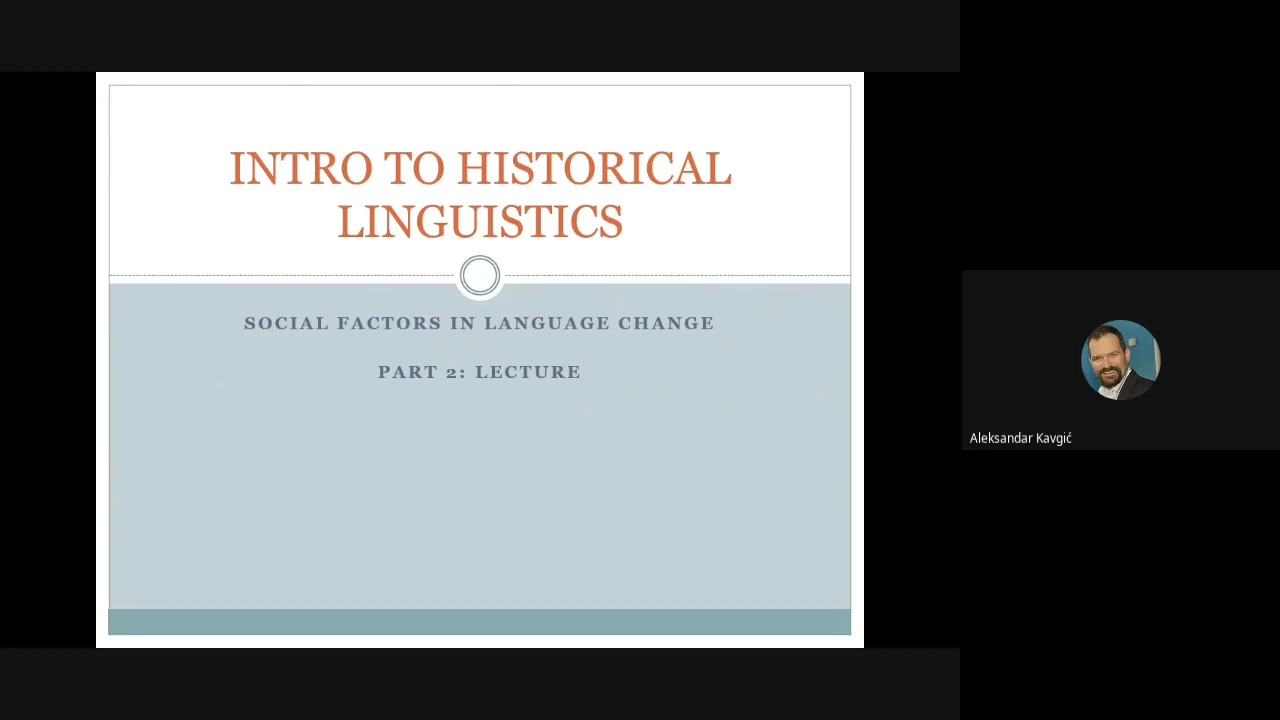 INTRO TO HISTORICAL
LINGUISTICS
SOCIAL FACTORS IN LANGUAGE CHANGE
PART 2: LECTURE
Aleksandar Kavgić